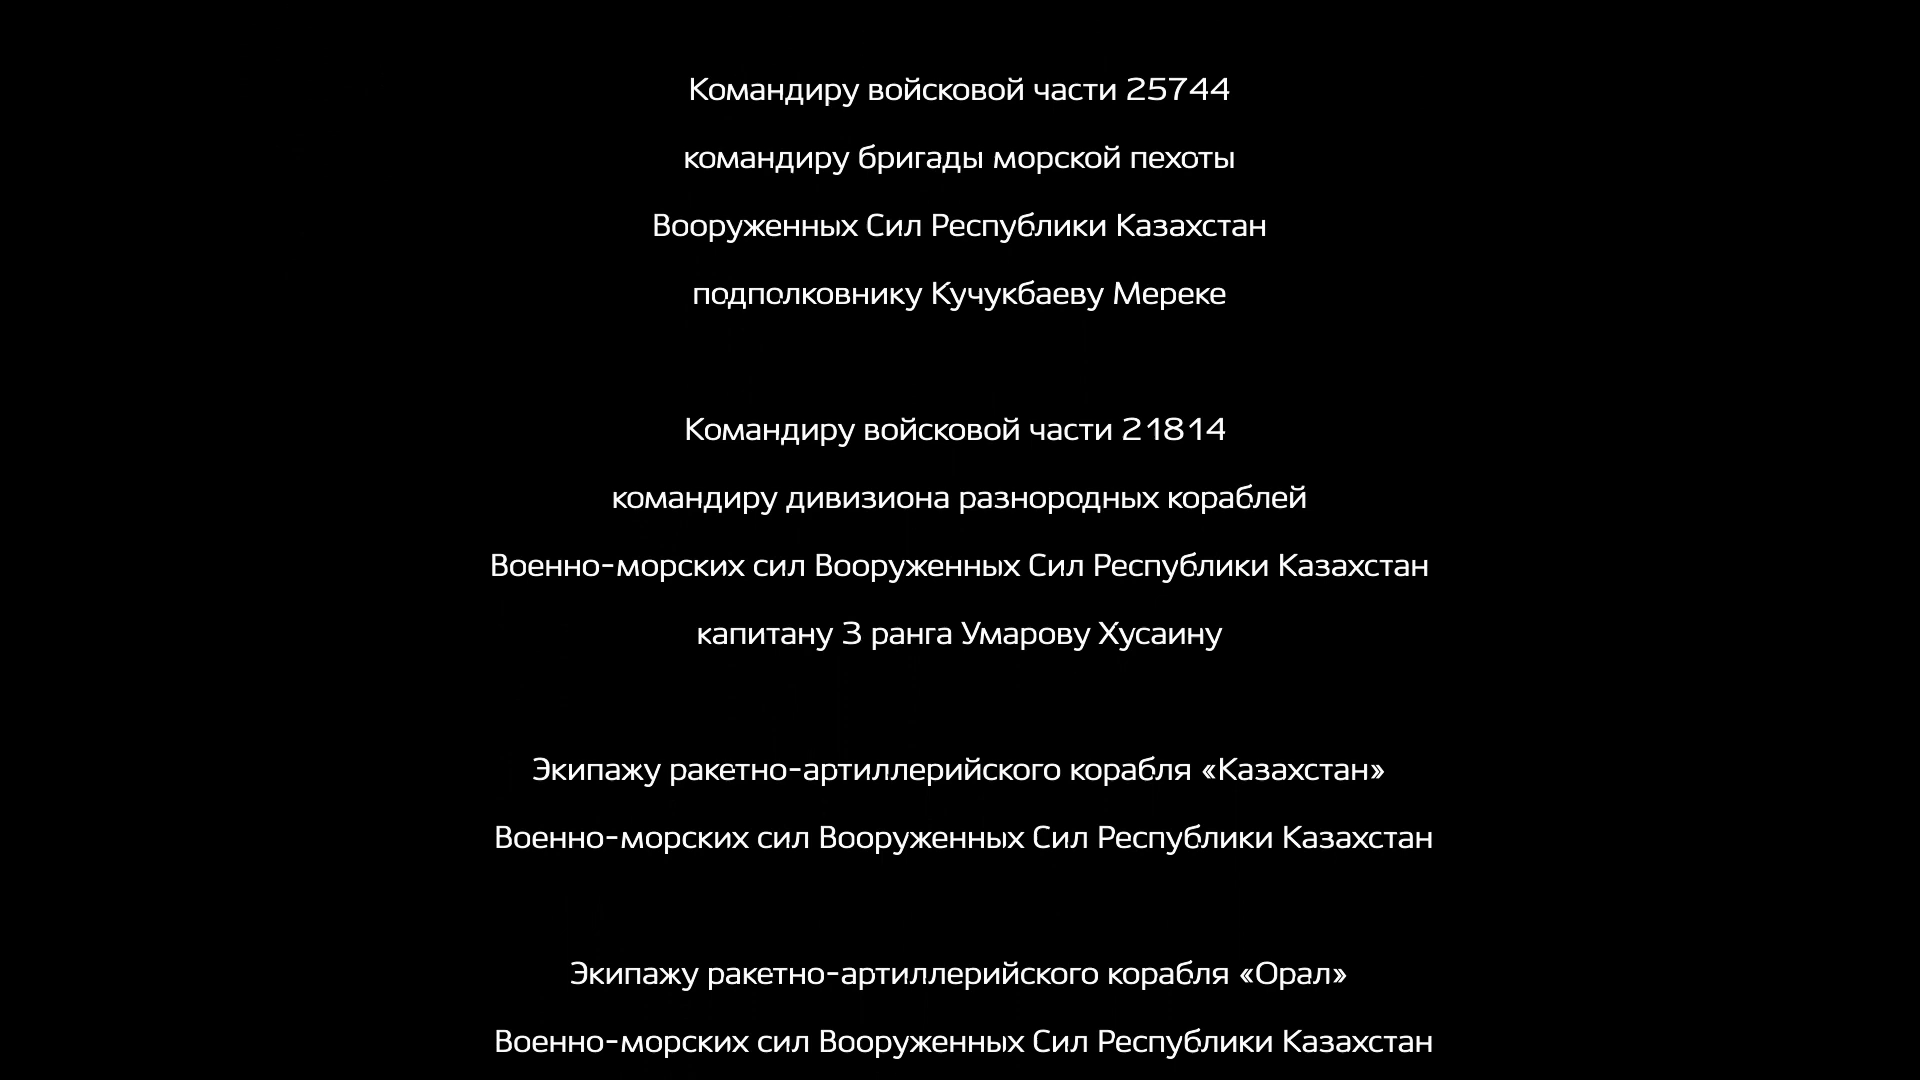 Командиру войсковой части 25744
командиру бригады морской пехоты
Вооруженных Сил Республики Казахстан
подполковнику Кучукбаеву Мереке
Командиру войсковой части 21814
командиру дивизиона разнородных кораблей
Военно-морских сил Вооруженных Сил Республики Казахстан
капитану 3 ранга Умарову Хусаину
Экипажу ракетно-артиллерийского корабля «Казахстан»
Военно-морских сил Вооруженных Сил Республики Казахстан
Экипажу ракетно-артиллерийского корабля «Орал»
Военно-морских сил Вооруженных Сил Республики Казахстан